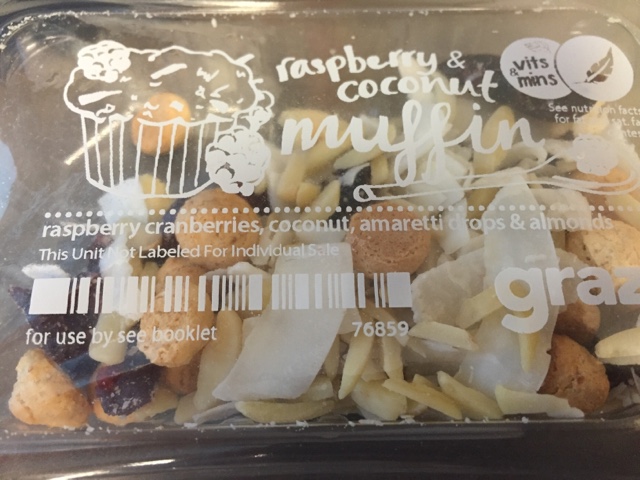 raspberry &
coconut
muffin
vits
& mins
See nutrition facts
for
raspberry cranberries, coconut, amaretti drops & almonds
This Unit Not Labeled For Individual Sale
graz
for use by see booklet
76859